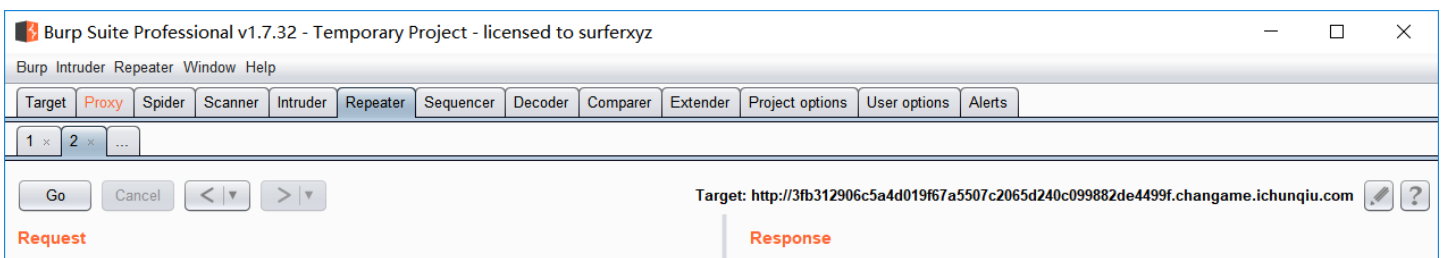 Burp Suite Professional v1.7.32 - Temporary Project - licensed to surferxyz
Burp Intruder Repeater Window Help
Target Proxy Spider Scanner Intruder Repeater Sequencer Decoder Comparer Extender Project options User options Alerts
1 × 2 × ...
Go Cancel < ▼ > ▼ Target: http://3fb312906c5a4d019f67a5507c2065d240c099882de4499f.changame.ichunqiu.com ?
Request Response